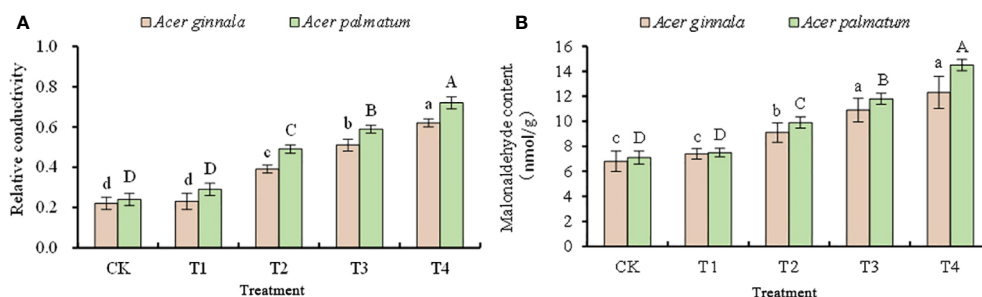 A
Acer ginnala Acer palmatum
Relative conductivity
1.0
0.8
0.6
0.4
0.2
0.0
d D d D c C b B a A
CK T1 T2 T3 T4
Treatment
B
Acer ginnala Acer palmatum
Malonaldehyde content
(nmol/g)
16
14
12
10
8
6
4
2
0
c D c D b C a B a A
CK T1 T2 T3 T4
Treatment